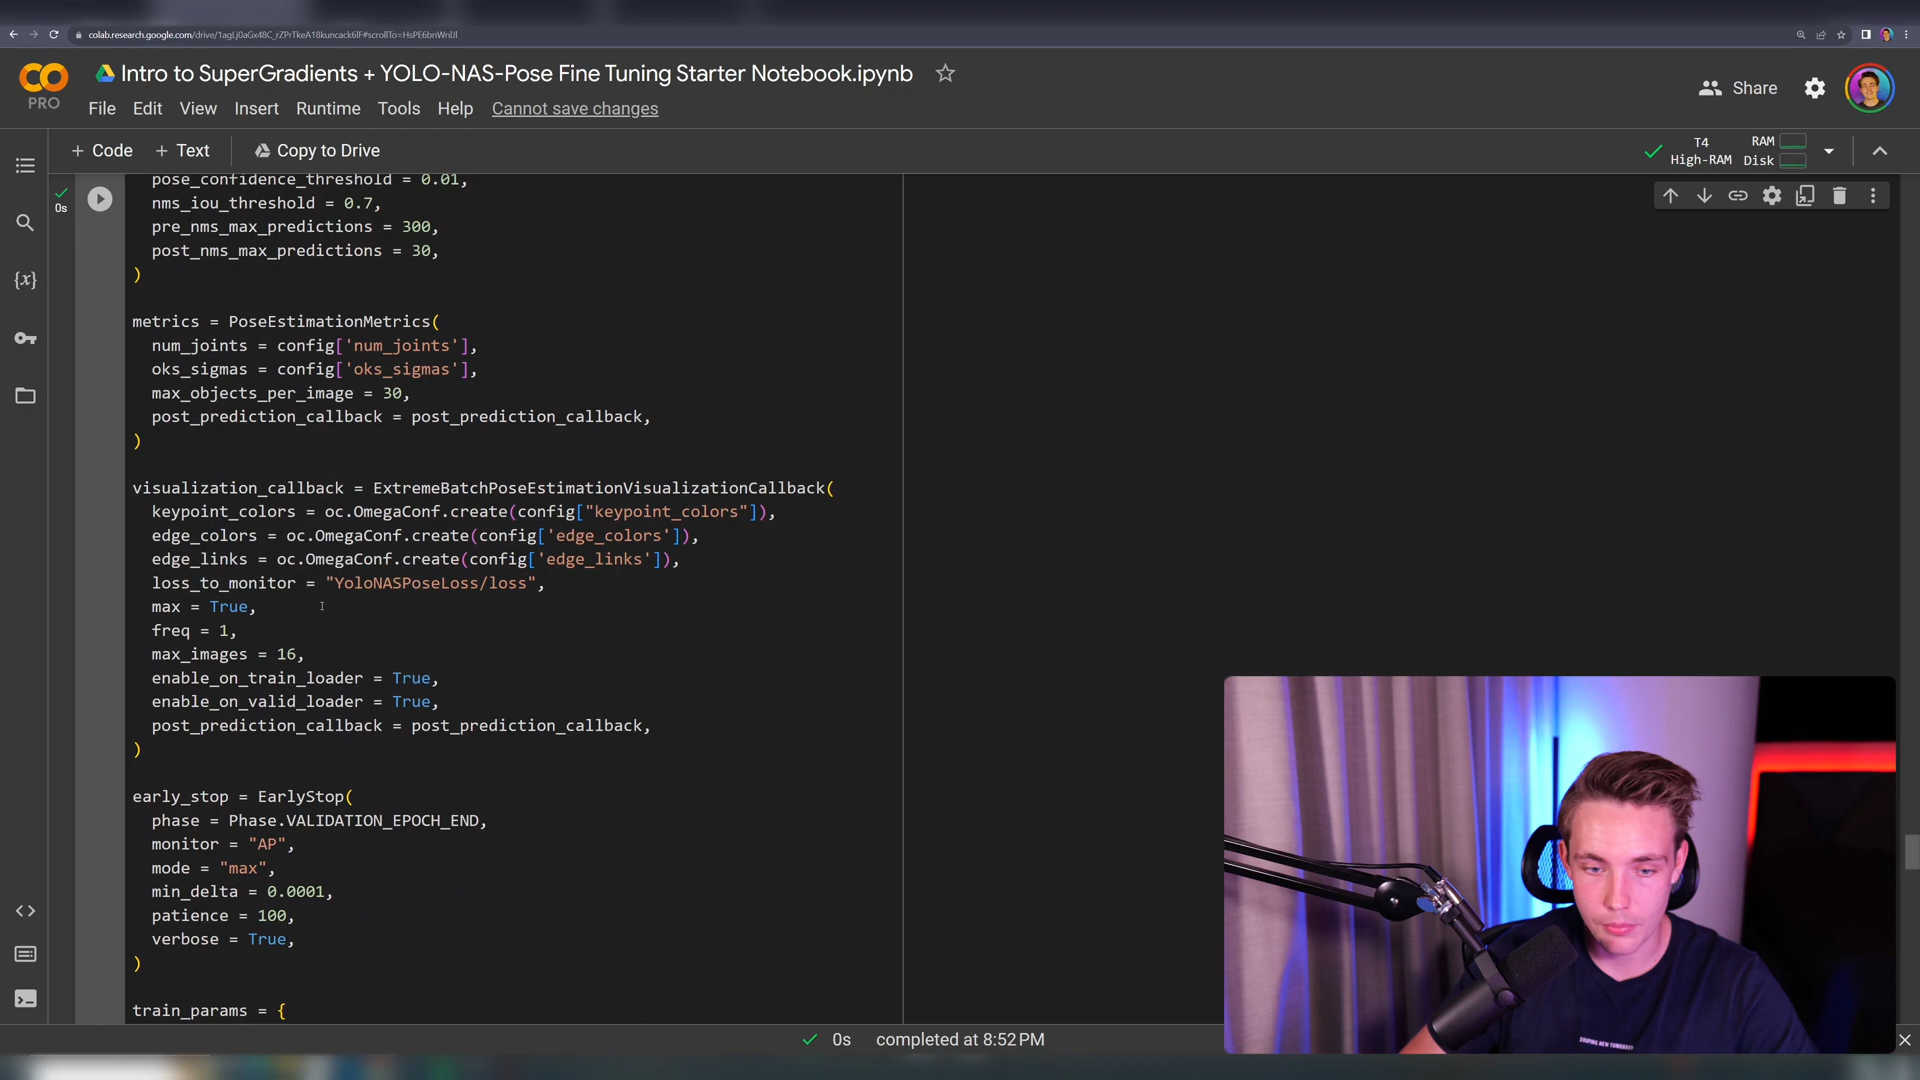 colab.research.google.com/drive/1agLj0aGx48C_rZPrTkeA18kuncack6lF#scrollTo=HsPE6bnWnlJl
PRO
Intro to SuperGradients + YOLO-NAS-Pose Fine Tuning Starter Notebook.ipynb
File Edit View Insert Runtime Tools Help Cannot save changes
Share
+ Code + Text Copy to Drive
T4 RAM
High-RAM Disk
0s
pose_confidence_threshold = 0.01,
nms_iou_threshold = 0.7,
pre_nms_max_predictions = 300,
post_nms_max_predictions = 30,
)
metrics = PoseEstimationMetrics(
num_joints = config['num_joints'],
oks_sigmas = config['oks_sigmas'],
max_objects_per_image = 30,
post_prediction_callback = post_prediction_callback,
)
visualization_callback = ExtremeBatchPoseEstimationVisualizationCallback(
keypoint_colors = oc.OmegaConf.create(config["keypoint_colors"]),
edge_colors = oc.OmegaConf.create(config['edge_colors']),
edge_links = oc.OmegaConf.create(config['edge_links']),
loss_to_monitor = "YoloNASPoseLoss/loss",
max = True,
freq = 1,
max_images = 16,
enable_on_train_loader = True,
enable_on_valid_loader = True,
post_prediction_callback = post_prediction_callback,
)
early_stop = EarlyStop(
phase = Phase.VALIDATION_EPOCH_END,
monitor = "AP",
mode = "max",
min_delta = 0.0001,
patience = 100,
verbose = True,
)
train_params = {
0s completed at 8:52 PM